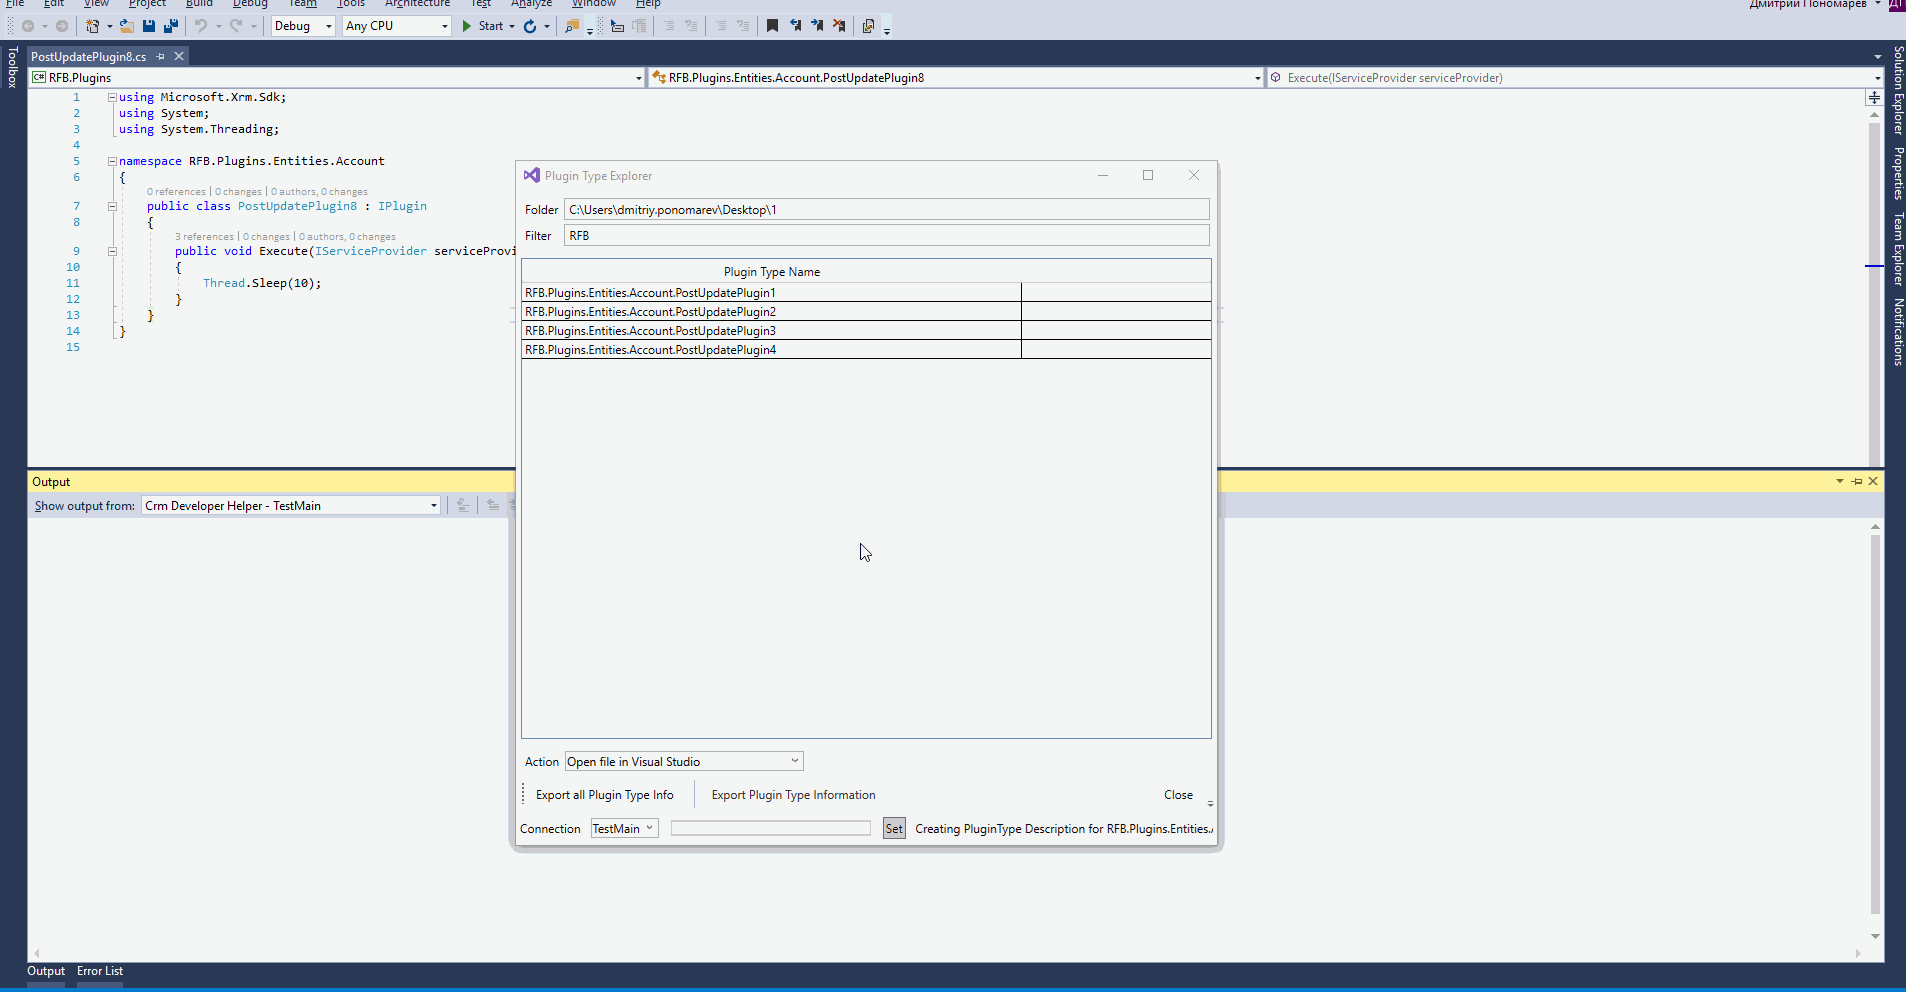 File Edit View Project Build Debug Team Tools Architecture Test Analyze Window Help
Дмитрий Пономарев
ДП
Debug Any CPU Start
Toolbox
PostUpdatePlugin8.cs
C# RFB.Plugins RFB.Plugins.Entities.Account.PostUpdatePlugin8 Execute(IServiceProvider serviceProvider)
1 using Microsoft.Xrm.Sdk;
2 using System;
3 using System.Threading;
4
5 namespace RFB.Plugins.Entities.Account
6 {
0 references | 0 changes | 0 authors, 0 changes
7 public class PostUpdatePlugin8 : IPlugin
8 {
3 references | 0 changes | 0 authors, 0 changes
9 public void Execute(IServiceProvider serviceProvi
10 {
11 Thread.Sleep(10);
12 }
13 }
14 }
15
Plugin Type Explorer
Folder C:\Users\dmitriy.ponomarev\Desktop\1
Filter RFB
Plugin Type Name
RFB.Plugins.Entities.Account.PostUpdatePlugin1
RFB.Plugins.Entities.Account.PostUpdatePlugin2
RFB.Plugins.Entities.Account.PostUpdatePlugin3
RFB.Plugins.Entities.Account.PostUpdatePlugin4
Action Open file in Visual Studio
Export all Plugin Type Info Export Plugin Type Information Close
Connection TestMain Set Creating PluginType Description for RFB.Plugins.Entities.
Solution Explorer
Properties
Team Explorer
Notifications
Output
Show output from: Crm Developer Helper - TestMain
Output Error List